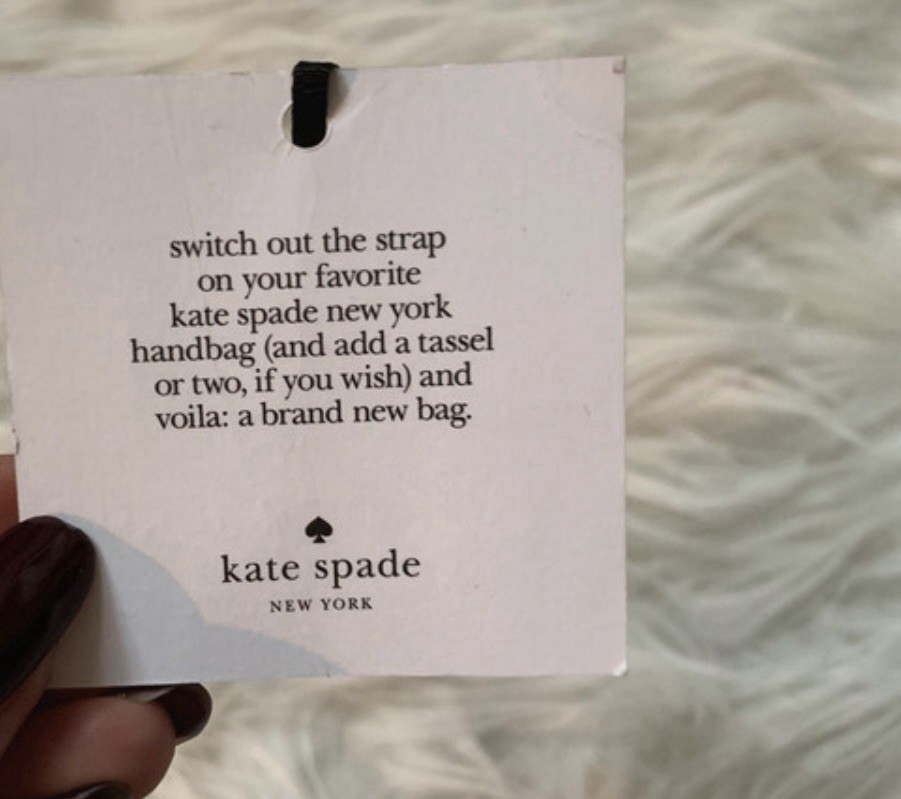 switch out the strap
on your favorite
kate spade new york
handbag (and add a tassel
or two, if you wish) and
voila: a brand new bag.
kate spade
NEW YORK